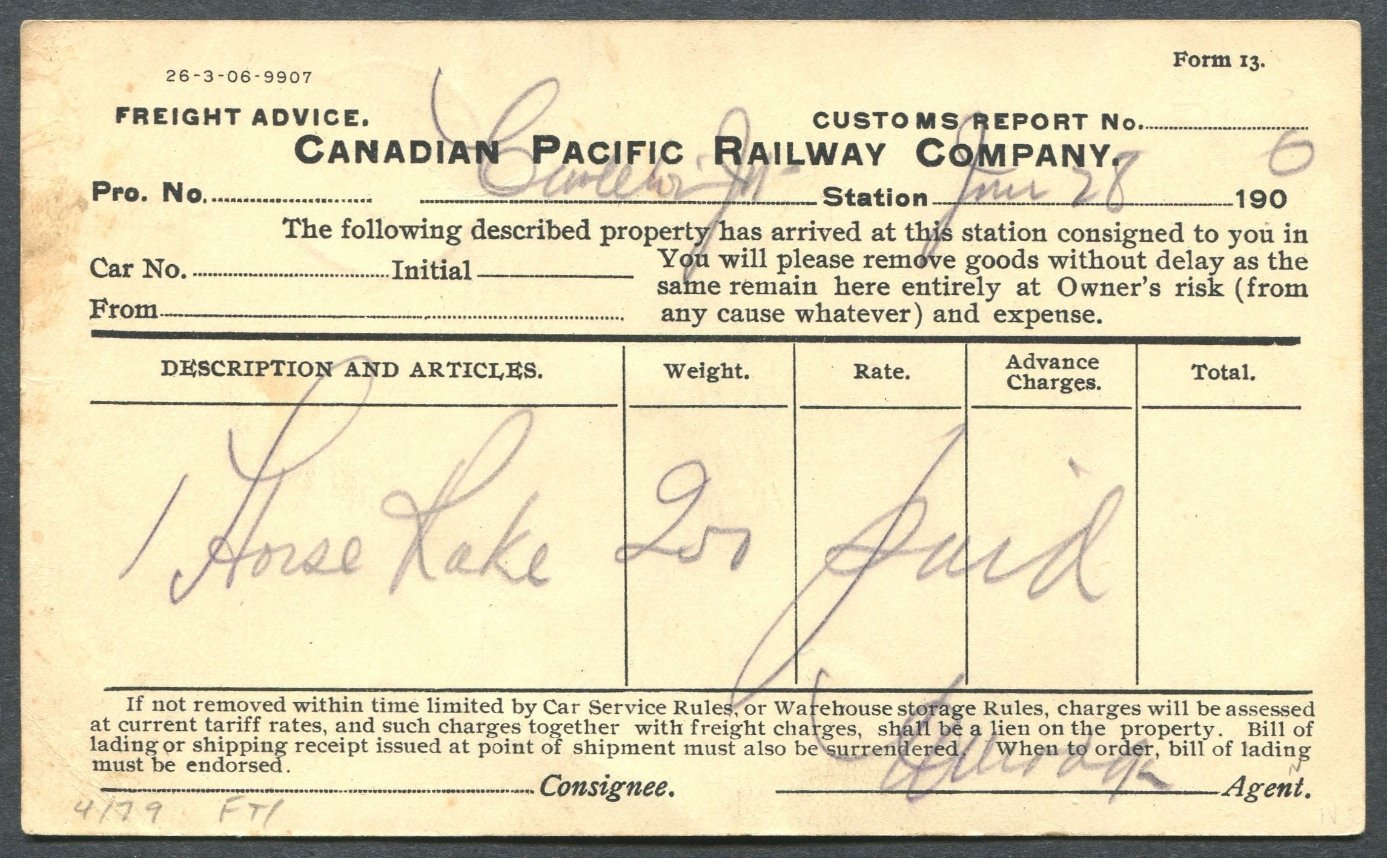 Form 13.
26-3-06-9907
FREIGHT ADVICE.
CUSTOMS REPORT No.
CANADIAN PACIFIC RAILWAY COMPANY.
Pro. No. Station June 28 190 6
The following described property has arrived at this station consigned to you in
Car No. Initial
You will please remove goods without delay as the
same remain here entirely at Owner's risk (from
From
any cause whatever) and expense.
DESCRIPTION AND ARTICLES. Weight. Rate. Advance Charges. Total.
1 Horse Rake 200 paid
If not removed within time limited by Car Service Rules, or Warehouse storage Rules, charges will be assessed
at current tariff rates, and such charges together with freight charges, shall be a lien on the property. Bill of
lading or shipping receipt issued at point of shipment must also be surrendered. When to order, bill of lading
must be endorsed.
Consignee. Agent.
4/79 FTI